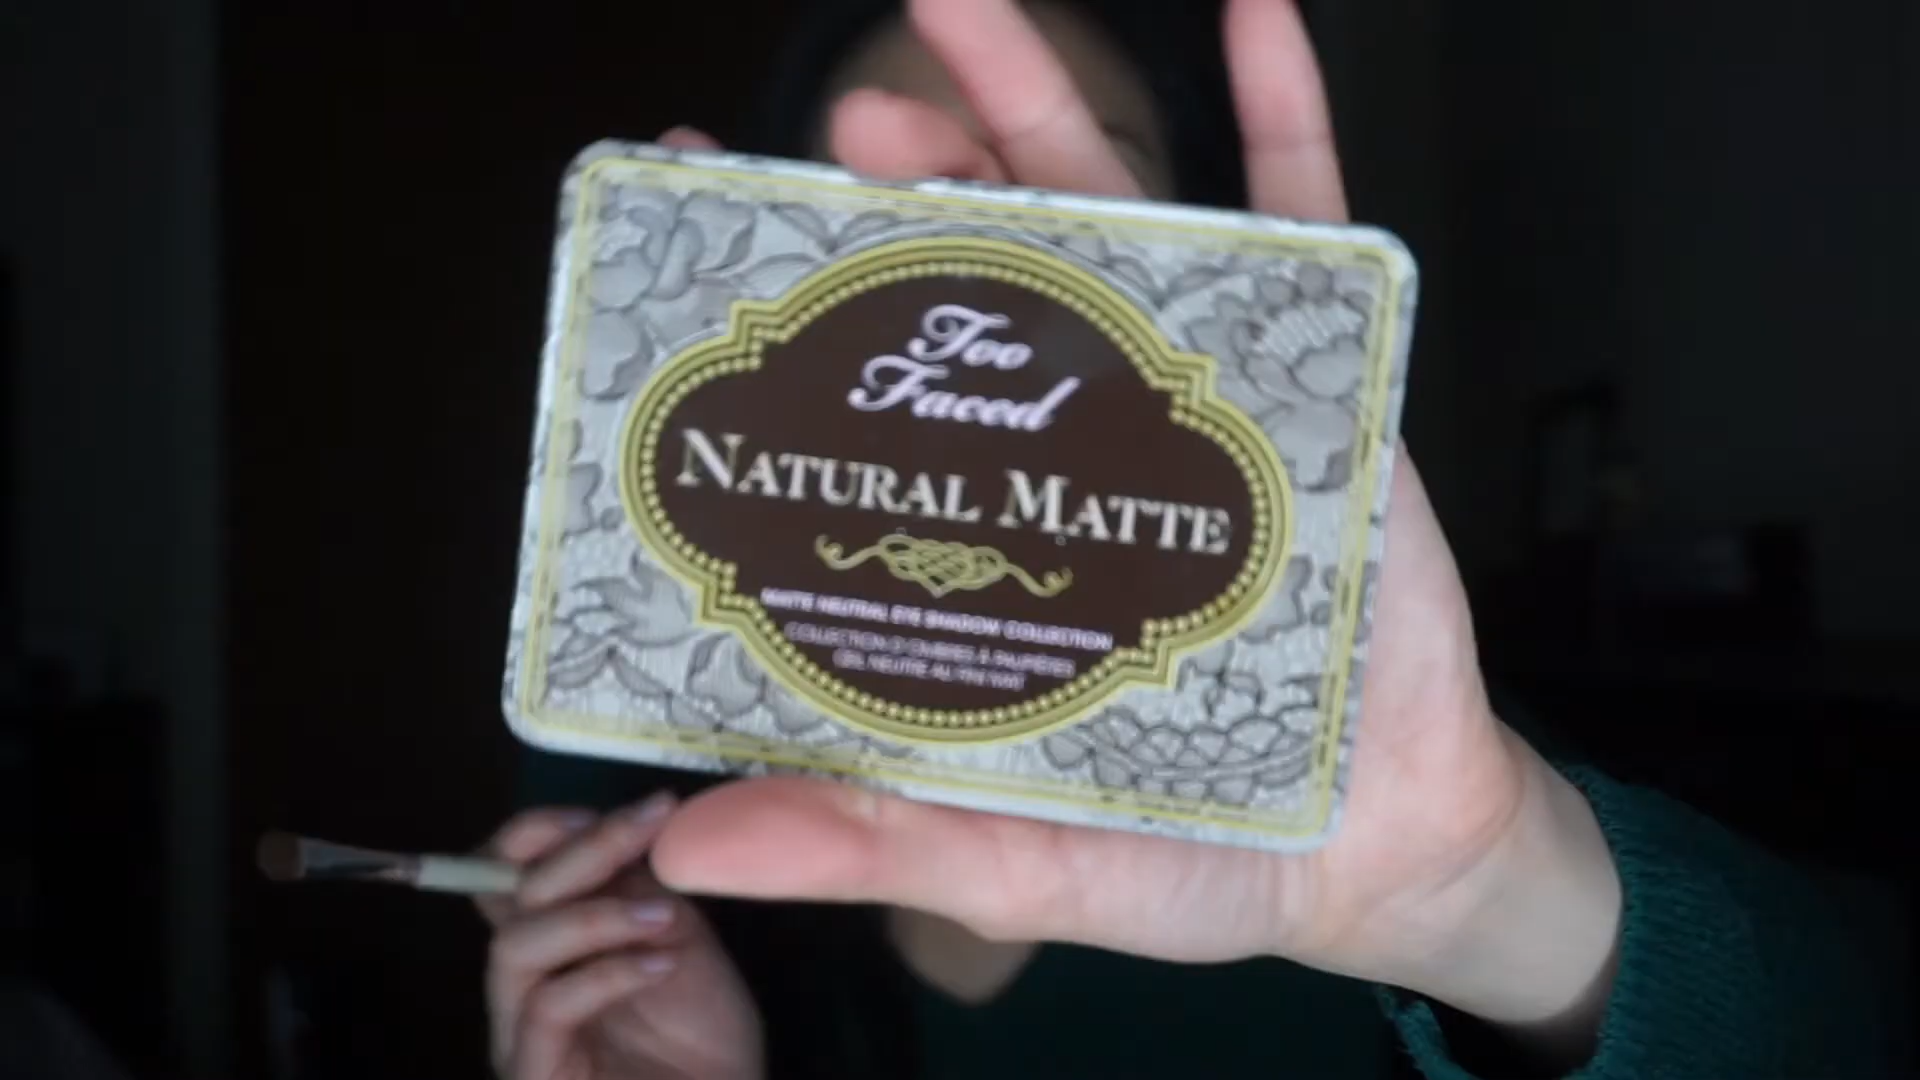 Too
Faced
NATURAL MATTE
MATTE NEUTRAL EYE SHADOW COLLECTION
COLLECTION D'OMBRES À PAUPIÈRES